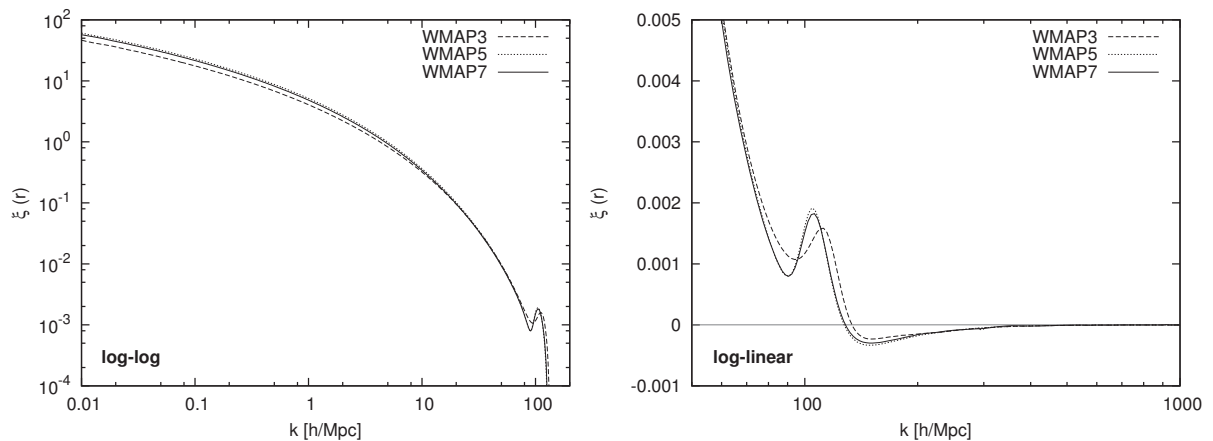 10^2
10^1
10^0
10^-1
10^-2
10^-3
10^-4
ξ (r)
WMAP3
WMAP5
WMAP7
log-log
0.01 0.1 1 10 100
k [h/Mpc]
0.005
0.004
0.003
0.002
0.001
0
-0.001
ξ (r)
WMAP3
WMAP5
WMAP7
log-linear
100 1000
k [h/Mpc]